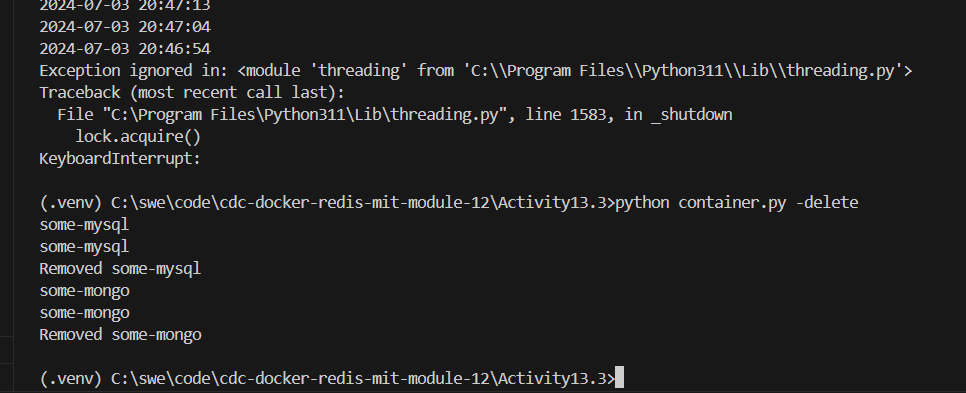 2024-07-03 20:47:13
2024-07-03 20:47:04
2024-07-03 20:46:54
Exception ignored in: <module 'threading' from 'C:\\Program Files\\Python311\\Lib\\threading.py'>
Traceback (most recent call last):
  File "C:\Program Files\Python311\Lib\threading.py", line 1583, in _shutdown
    lock.acquire()
KeyboardInterrupt:
(.venv) C:\swe\code\cdc-docker-redis-mit-module-12\Activity13.3>python container.py -delete
some-mysql
some-mysql
Removed some-mysql
some-mongo
some-mongo
Removed some-mongo
(.venv) C:\swe\code\cdc-docker-redis-mit-module-12\Activity13.3>